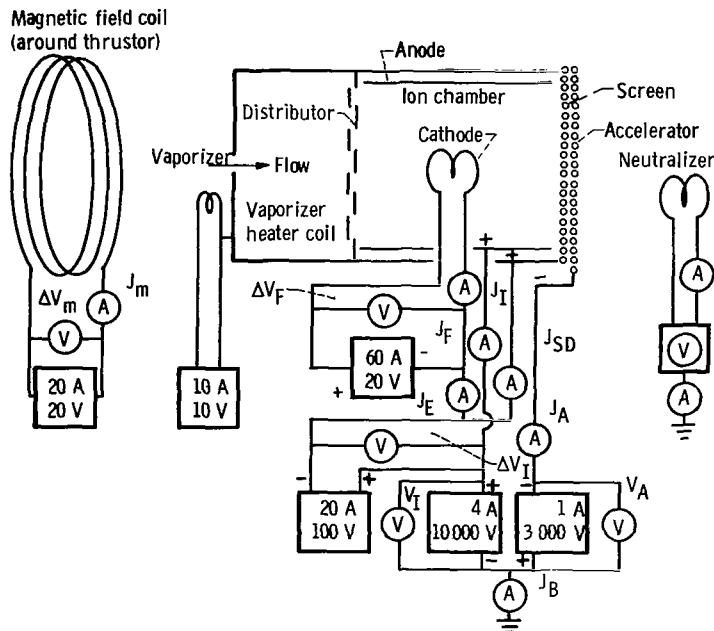 Magnetic field coil
(around thrustor)
Anode
Ion chamber
Screen
Distributor
Accelerator
Cathode
Neutralizer
Vaporizer
Flow
Vaporizer
heater coil
+
+
-
A
ΔV_m
J_m
A
V
ΔV_F
A
J_I
V
J_F
A
J_SD
V
20 A
20 V
10 A
10 V
60 A
20 V
-
+
J_E
A
A
A
J_A
A
V
ΔV_I
-
+
+
-
V_I
V_A
20 A
100 V
V
4 A
10 000 V
1 A
3 000 V
V
-
+
J_B
A